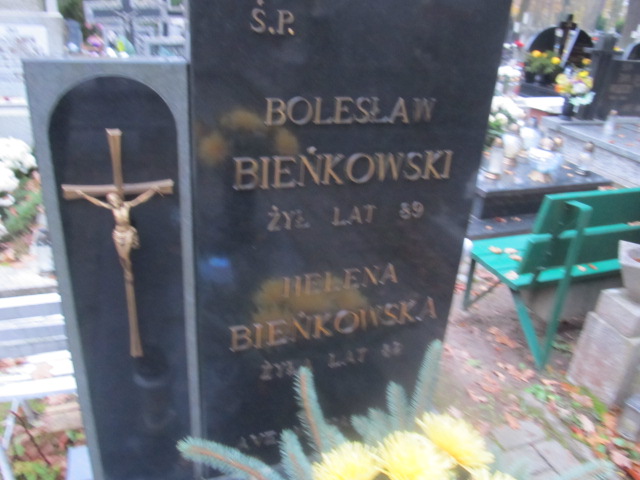 Ś.P.
BOLESŁAW
BIEŃKOWSKI
ŻYŁ LAT 89
HELENA
BIEŃKOWSKA
ŻYŁA LAT